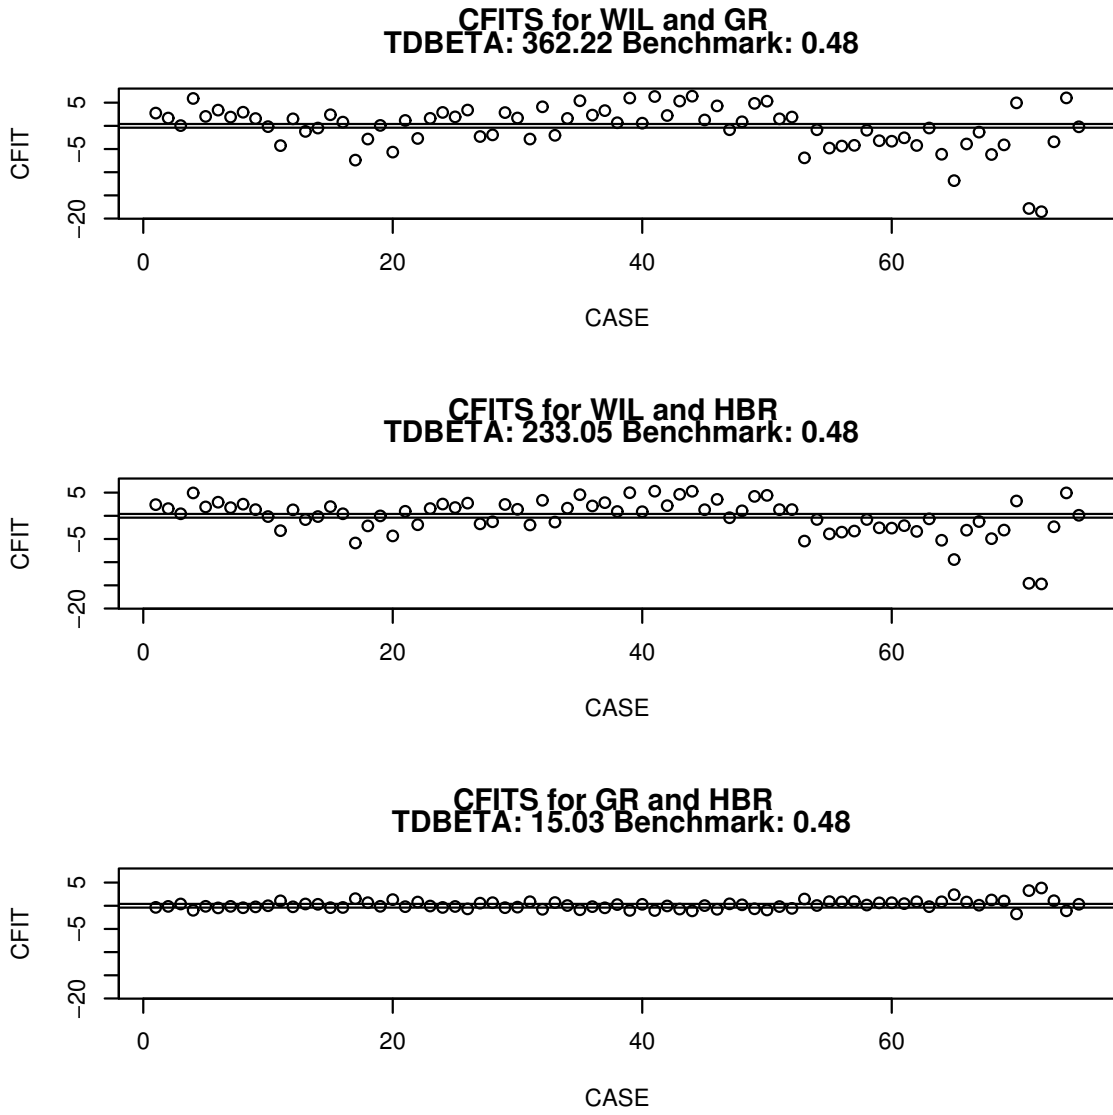 CFITS for WIL and GR
TDBETA: 362.22 Benchmark: 0.48
CFIT
5
−5
−20
0 20 40 60
CASE
CFITS for WIL and HBR
TDBETA: 233.05 Benchmark: 0.48
CFIT
5
−5
−20
0 20 40 60
CASE
CFITS for GR and HBR
TDBETA: 15.03 Benchmark: 0.48
CFIT
5
−5
−20
0 20 40 60
CASE